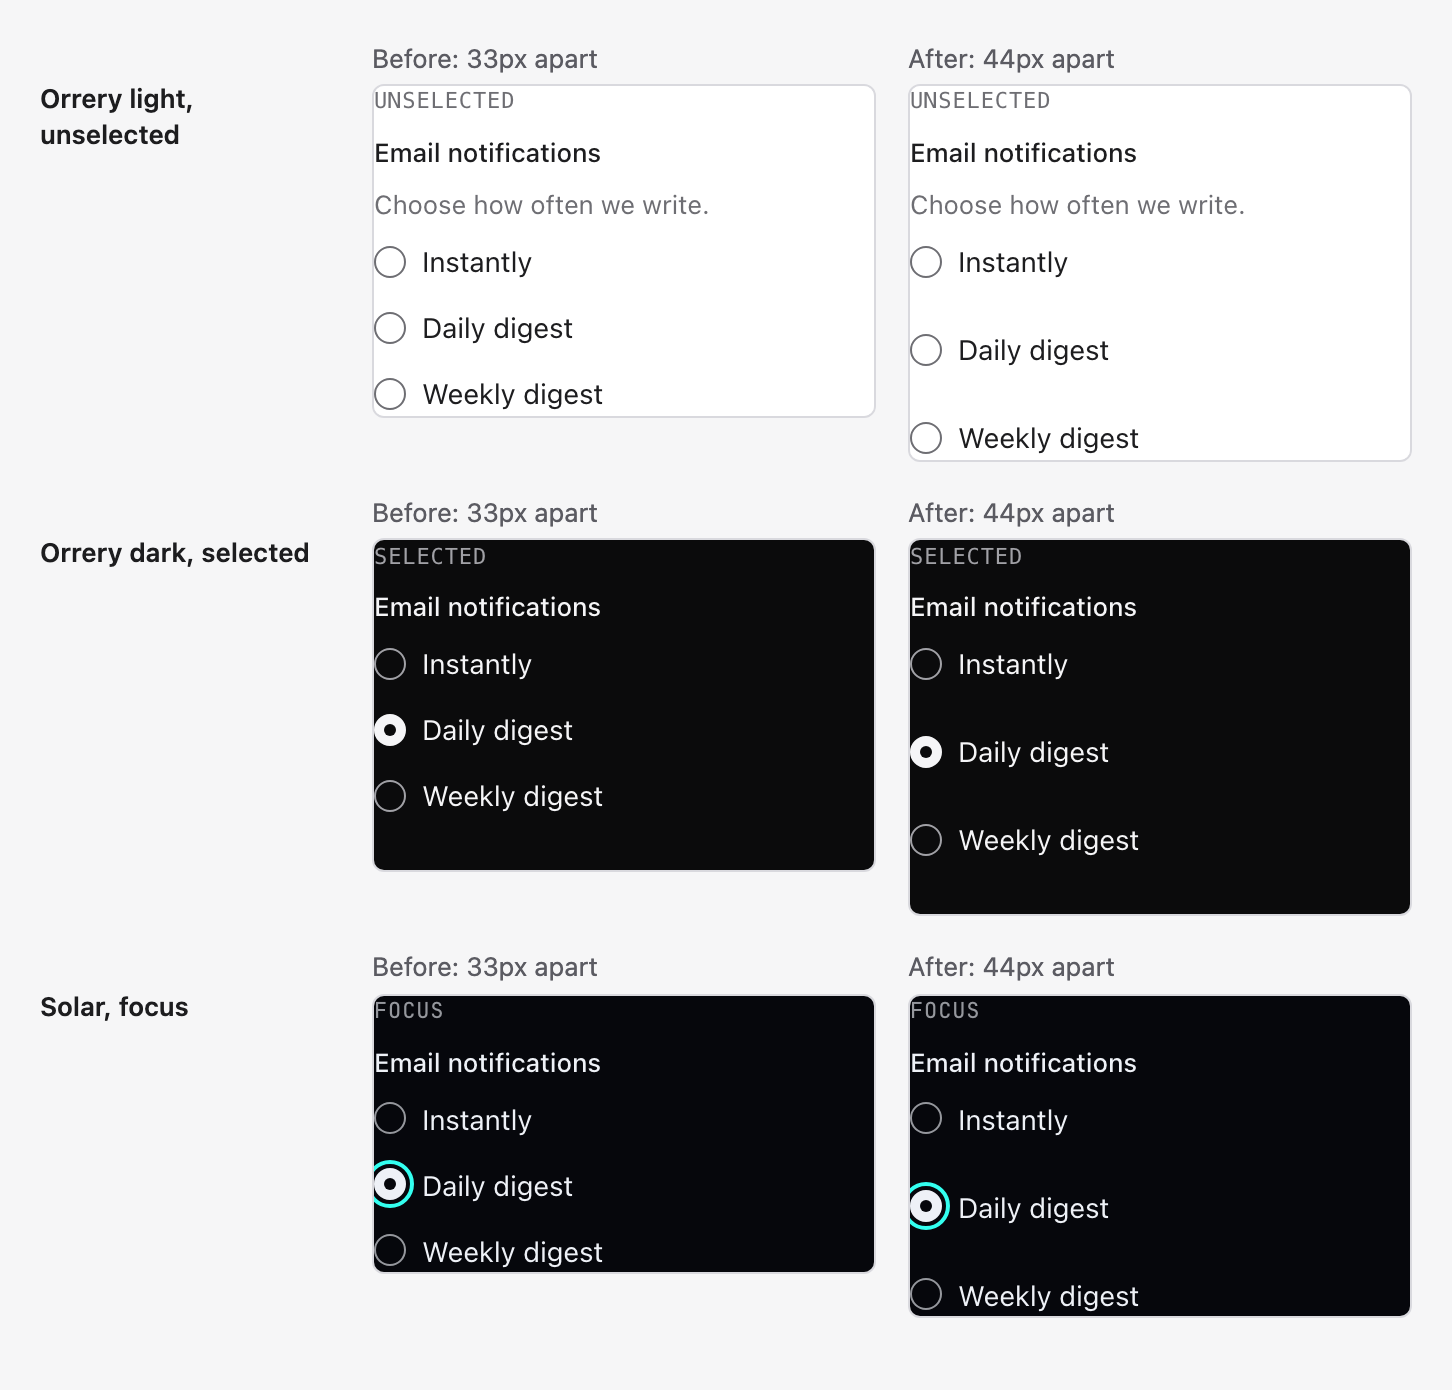 Before: 33px apart
After: 44px apart
Orrery light,
unselected
UNSELECTED
Email notifications
Choose how often we write.
Instantly
Daily digest
Weekly digest
UNSELECTED
Email notifications
Choose how often we write.
Instantly
Daily digest
Weekly digest
Before: 33px apart
After: 44px apart
Orrery dark, selected
SELECTED
Email notifications
Instantly
Daily digest
Weekly digest
SELECTED
Email notifications
Instantly
Daily digest
Weekly digest
Before: 33px apart
After: 44px apart
Solar, focus
FOCUS
Email notifications
Instantly
Daily digest
Weekly digest
FOCUS
Email notifications
Instantly
Daily digest
Weekly digest